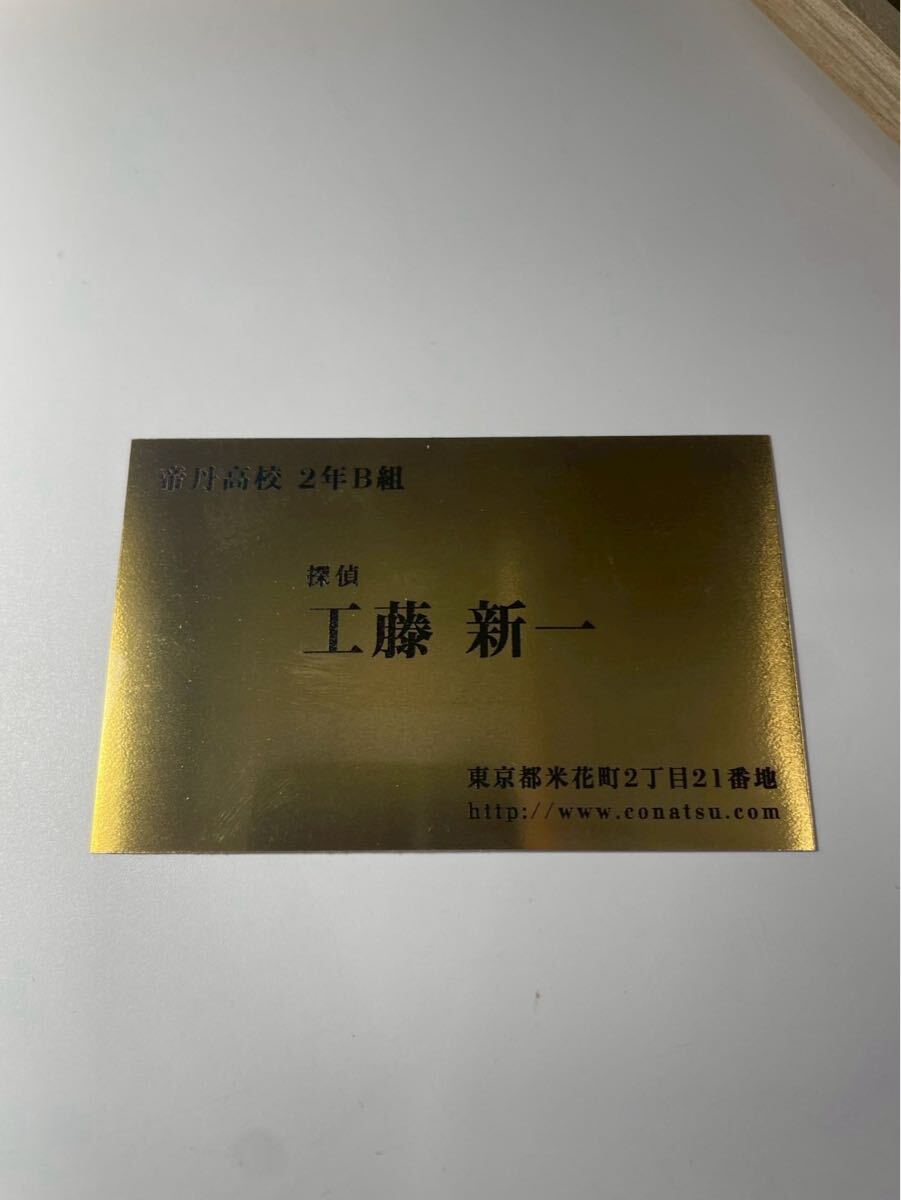 帝丹高校 2年B組
探偵
工藤 新一
東京都米花町2丁目21番地
http://www.conatsu.com